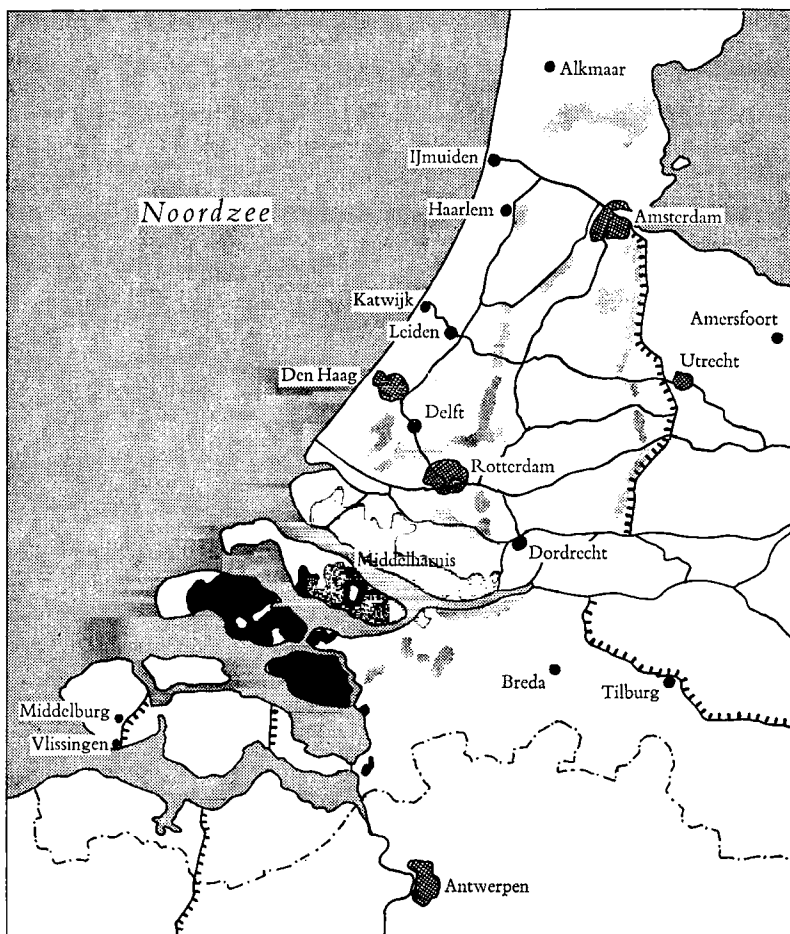 Alkmaar
IJmuiden
Noordzee
Haarlem
Amsterdam
Katwijk
Leiden
Amersfoort
Utrecht
Den Haag
Delft
Rotterdam
Dordrecht
Middelharnis
Breda
Tilburg
Middelburg
Vlissingen
Antwerpen